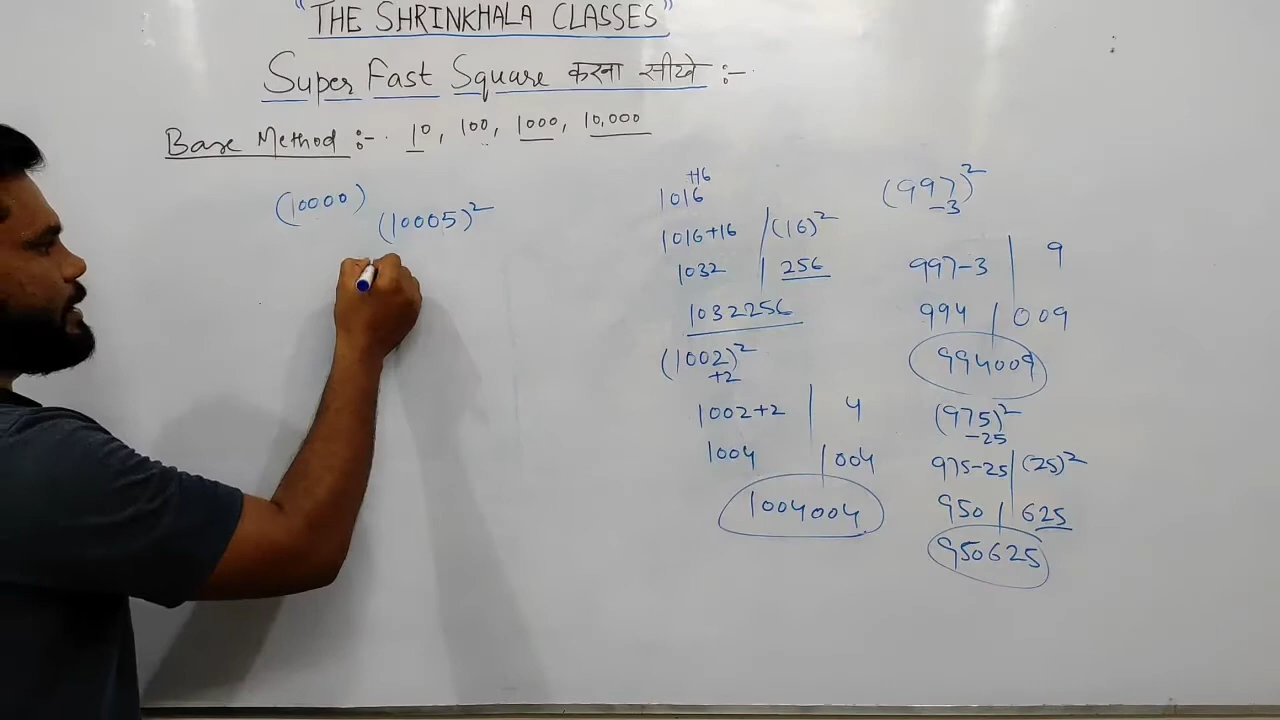 "THE SHRINKHALA CLASSES"
Super Fast Square करना सीखे :-
Base Method :- 10, 100, 1000, 10,000
(10000)
(10005)²
+16
1016
1016+16 | (16)²
1032 | 256
1032256
(1002)²
+2
1002+2 | 4
1004 | 004
1004004
(997)²
-3
997-3 | 9
994 | 009
994009
(975)²
-25
975-25 | (25)²
950 | 625
950625